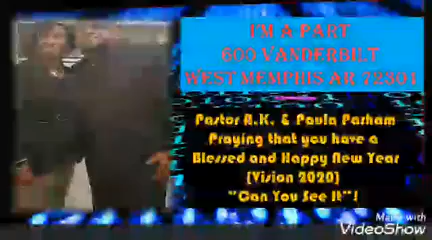 I'M A PART
600 VANDERBILT
WEST MEMPHIS AR 72301
Pastor A.K. & Paula Parham
Praying that you have a
Blessed and Happy New Year
(Vision 2020)
"Can You See It"!
Made with
VideoShow